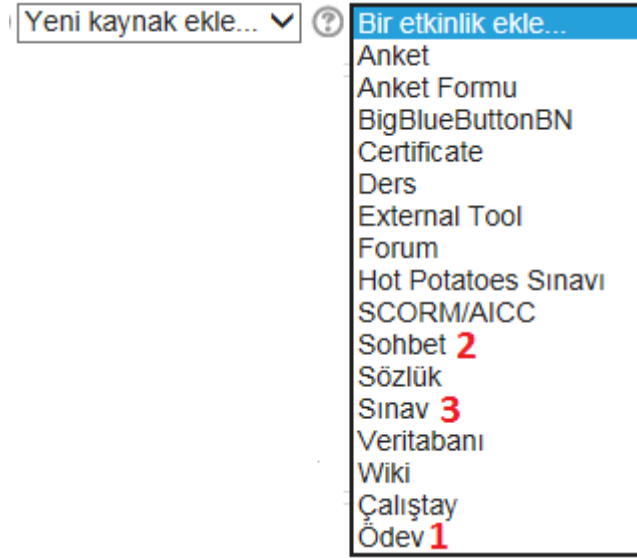 Yeni kaynak ekle... Bir etkinlik ekle...
Anket
Anket Formu
BigBlueButtonBN
Certificate
Ders
External Tool
Forum
Hot Potatoes Sınavı
SCORM/AICC
Sohbet 2
Sözlük
Sınav 3
Veritabanı
Wiki
Çalıştay
Ödev 1